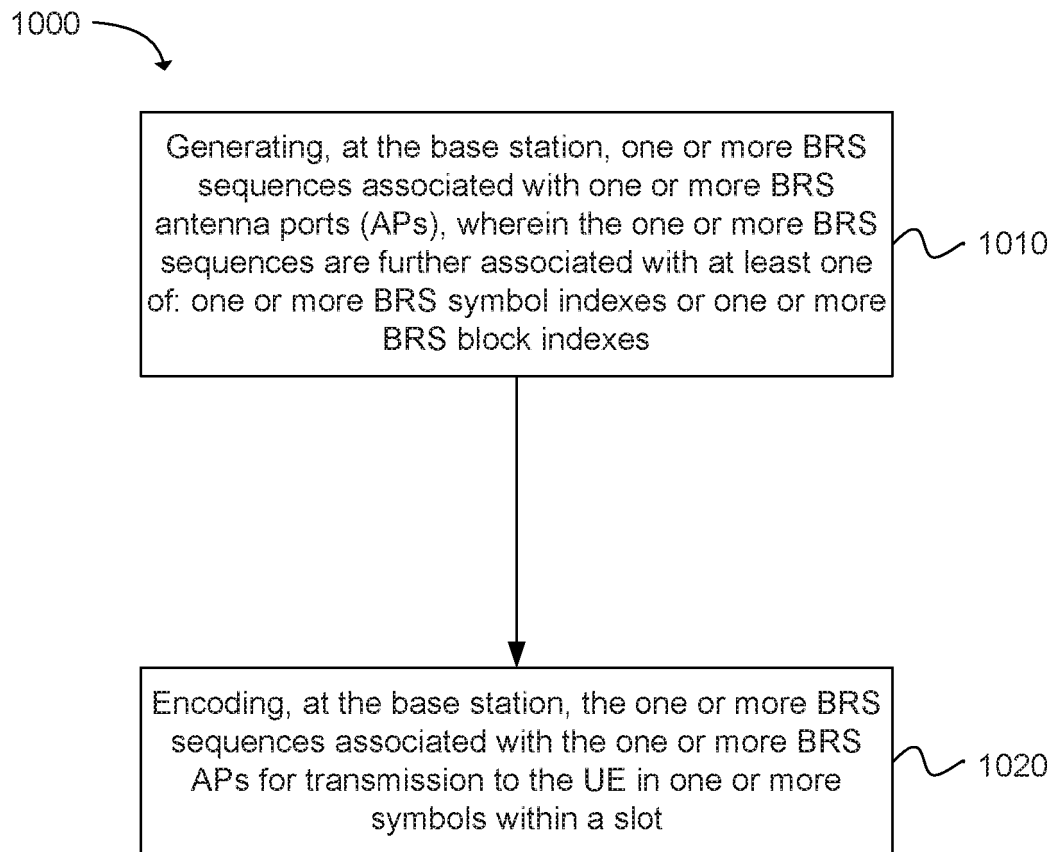 1000
Generating, at the base station, one or more BRS
sequences associated with one or more BRS
antenna ports (APs), wherein the one or more BRS
sequences are further associated with at least one
of: one or more BRS symbol indexes or one or more
BRS block indexes
1010
Encoding, at the base station, the one or more BRS
sequences associated with the one or more BRS
APs for transmission to the UE in one or more
symbols within a slot
1020